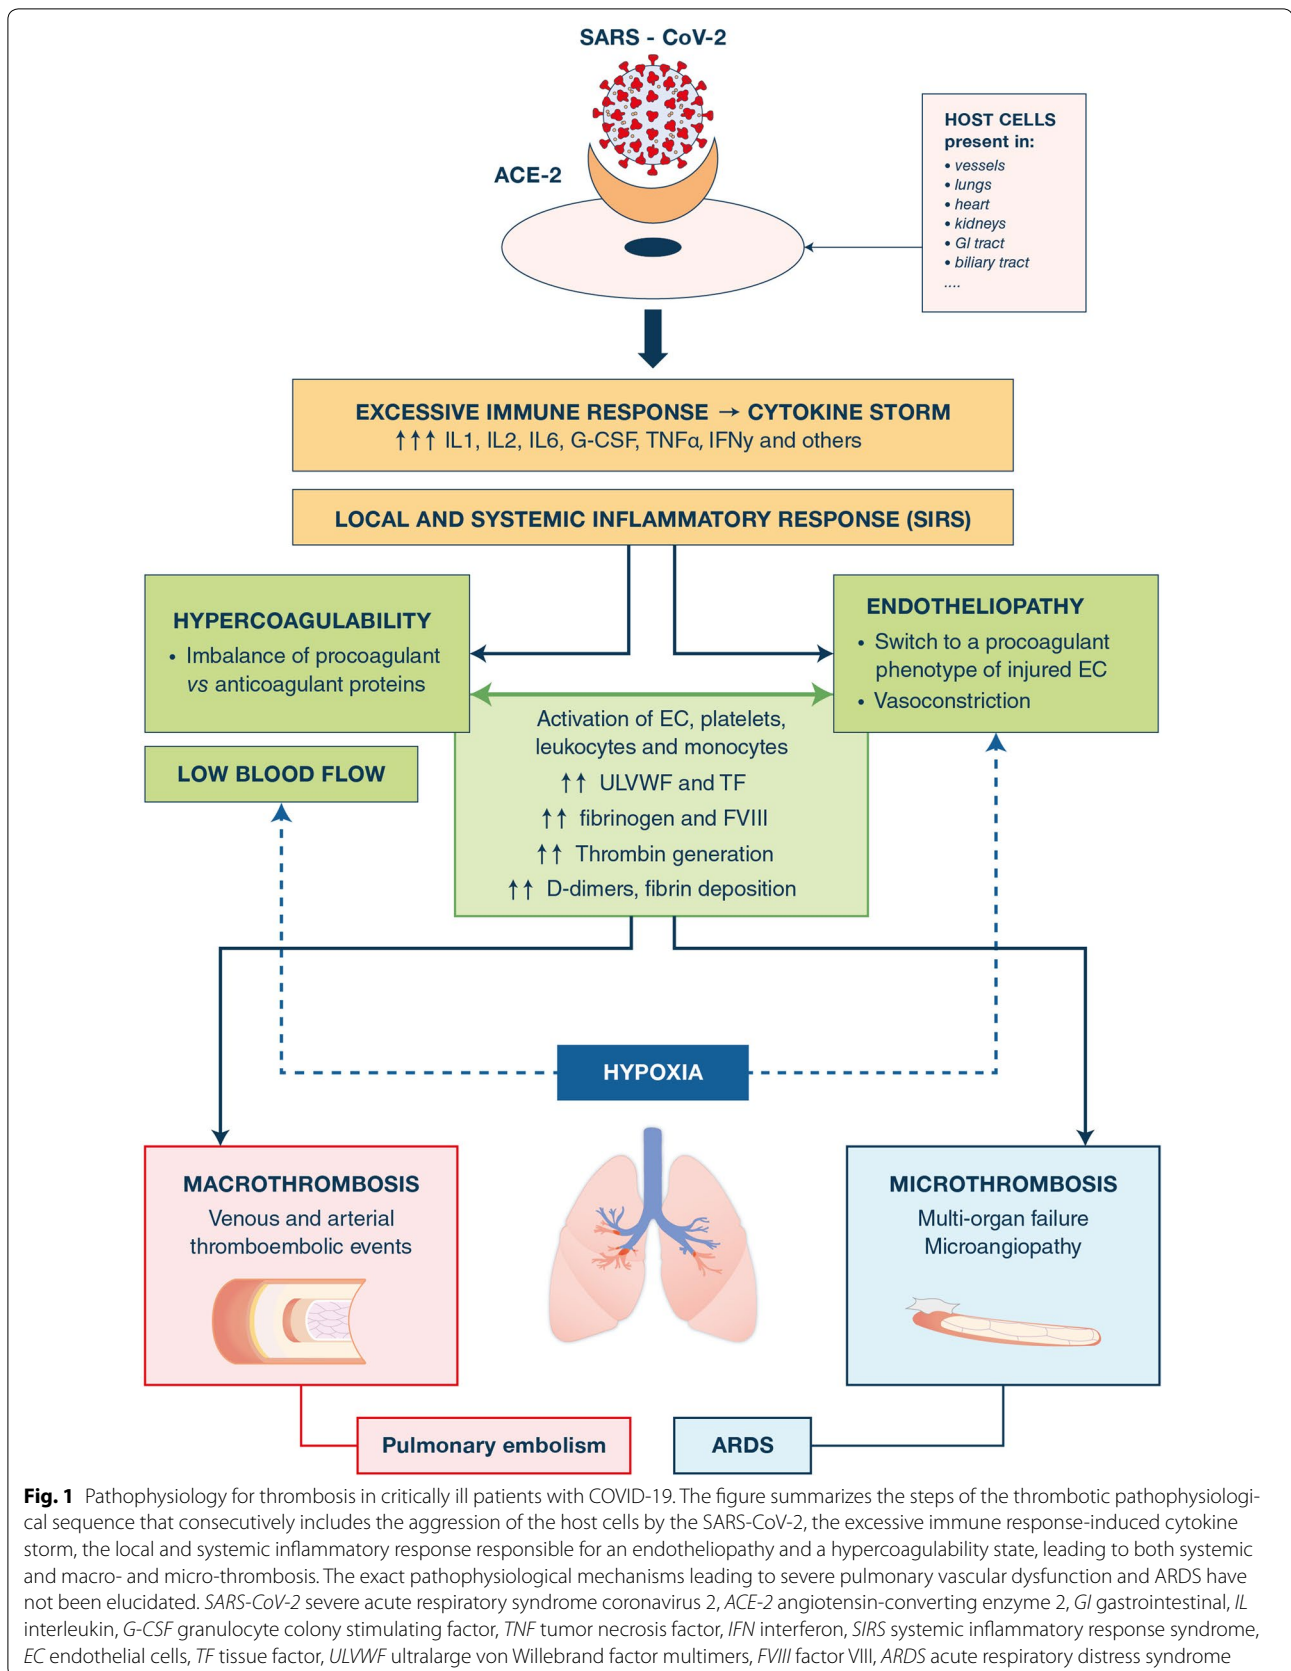 SARS - CoV-2
ACE-2
HOST CELLS
present in:
• vessels
• lungs
• heart
• kidneys
• GI tract
• biliary tract
....
EXCESSIVE IMMUNE RESPONSE → CYTOKINE STORM
↑↑↑ IL1, IL2, IL6, G-CSF, TNFα, IFNy and others
LOCAL AND SYSTEMIC INFLAMMATORY RESPONSE (SIRS)
HYPERCOAGULABILITY
• Imbalance of procoagulant
vs anticoagulant proteins
ENDOTHELIOPATHY
• Switch to a procoagulant
phenotype of injured EC
• Vasoconstriction
LOW BLOOD FLOW
Activation of EC, platelets,
leukocytes and monocytes
↑↑ ULVWF and TF
↑↑ fibrinogen and FVIII
↑↑ Thrombin generation
↑↑ D-dimers, fibrin deposition
HYPOXIA
MACROTHROMBOSIS
Venous and arterial
thromboembolic events
MICROTHROMBOSIS
Multi-organ failure
Microangiopathy
Pulmonary embolism
ARDS
Fig. 1 Pathophysiology for thrombosis in critically ill patients with COVID-19. The figure summarizes the steps of the thrombotic pathophysiologi-
cal sequence that consecutively includes the aggression of the host cells by the SARS-CoV-2, the excessive immune response-induced cytokine
storm, the local and systemic inflammatory response responsible for an endotheliopathy and a hypercoagulability state, leading to both systemic
and macro- and micro-thrombosis. The exact pathophysiological mechanisms leading to severe pulmonary vascular dysfunction and ARDS have
not been elucidated. SARS-CoV-2 severe acute respiratory syndrome coronavirus 2, ACE-2 angiotensin-converting enzyme 2, GI gastrointestinal, IL
interleukin, G-CSF granulocyte colony stimulating factor, TNF tumor necrosis factor, IFN interferon, SIRS systemic inflammatory response syndrome,
EC endothelial cells, TF tissue factor, ULVWF ultralarge von Willebrand factor multimers, FVIII factor VIII, ARDS acute respiratory distress syndrome